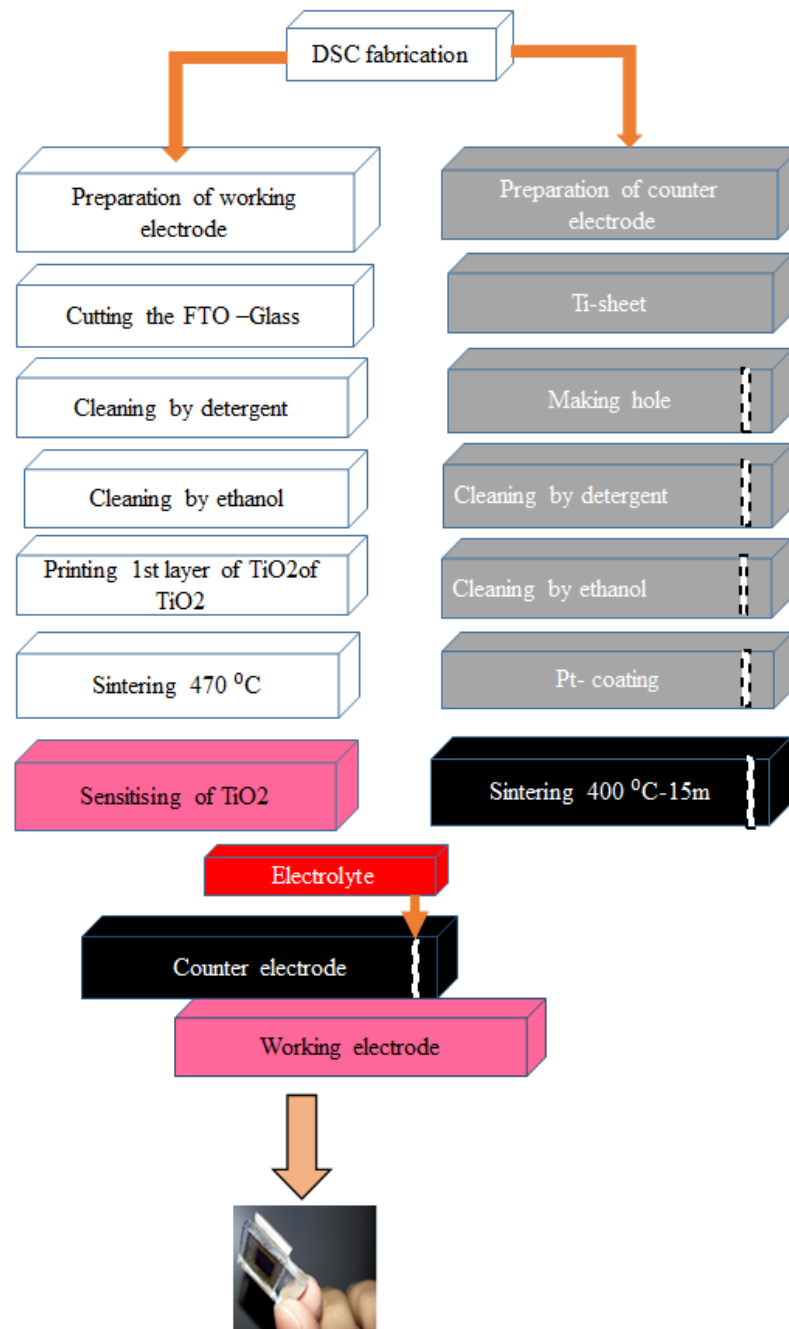 DSC fabrication
Preparation of working
electrode
Cutting the FTO –Glass
Cleaning by detergent
Cleaning by ethanol
Printing 1st layer of TiO2of
TiO2
Sintering 470 ⁰C
Sensitising of TiO2
Preparation of counter
electrode
Ti-sheet
Making hole
Cleaning by detergent
Cleaning by ethanol
Pt- coating
Sintering 400 ⁰C-15m
Electrolyte
Counter electrode
Working electrode